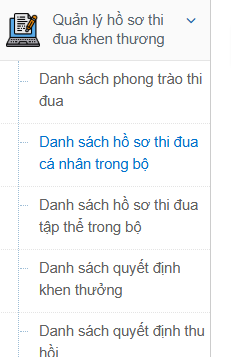 Quản lý hồ sơ thi
đua khen thương
Danh sách phong trào thi
đua
Danh sách hồ sơ thi đua
cá nhân trong bộ
Danh sách hồ sơ thi đua
tập thể trong bộ
Danh sách quyết định
khen thưởng
Danh sách quyết định thu
hồi